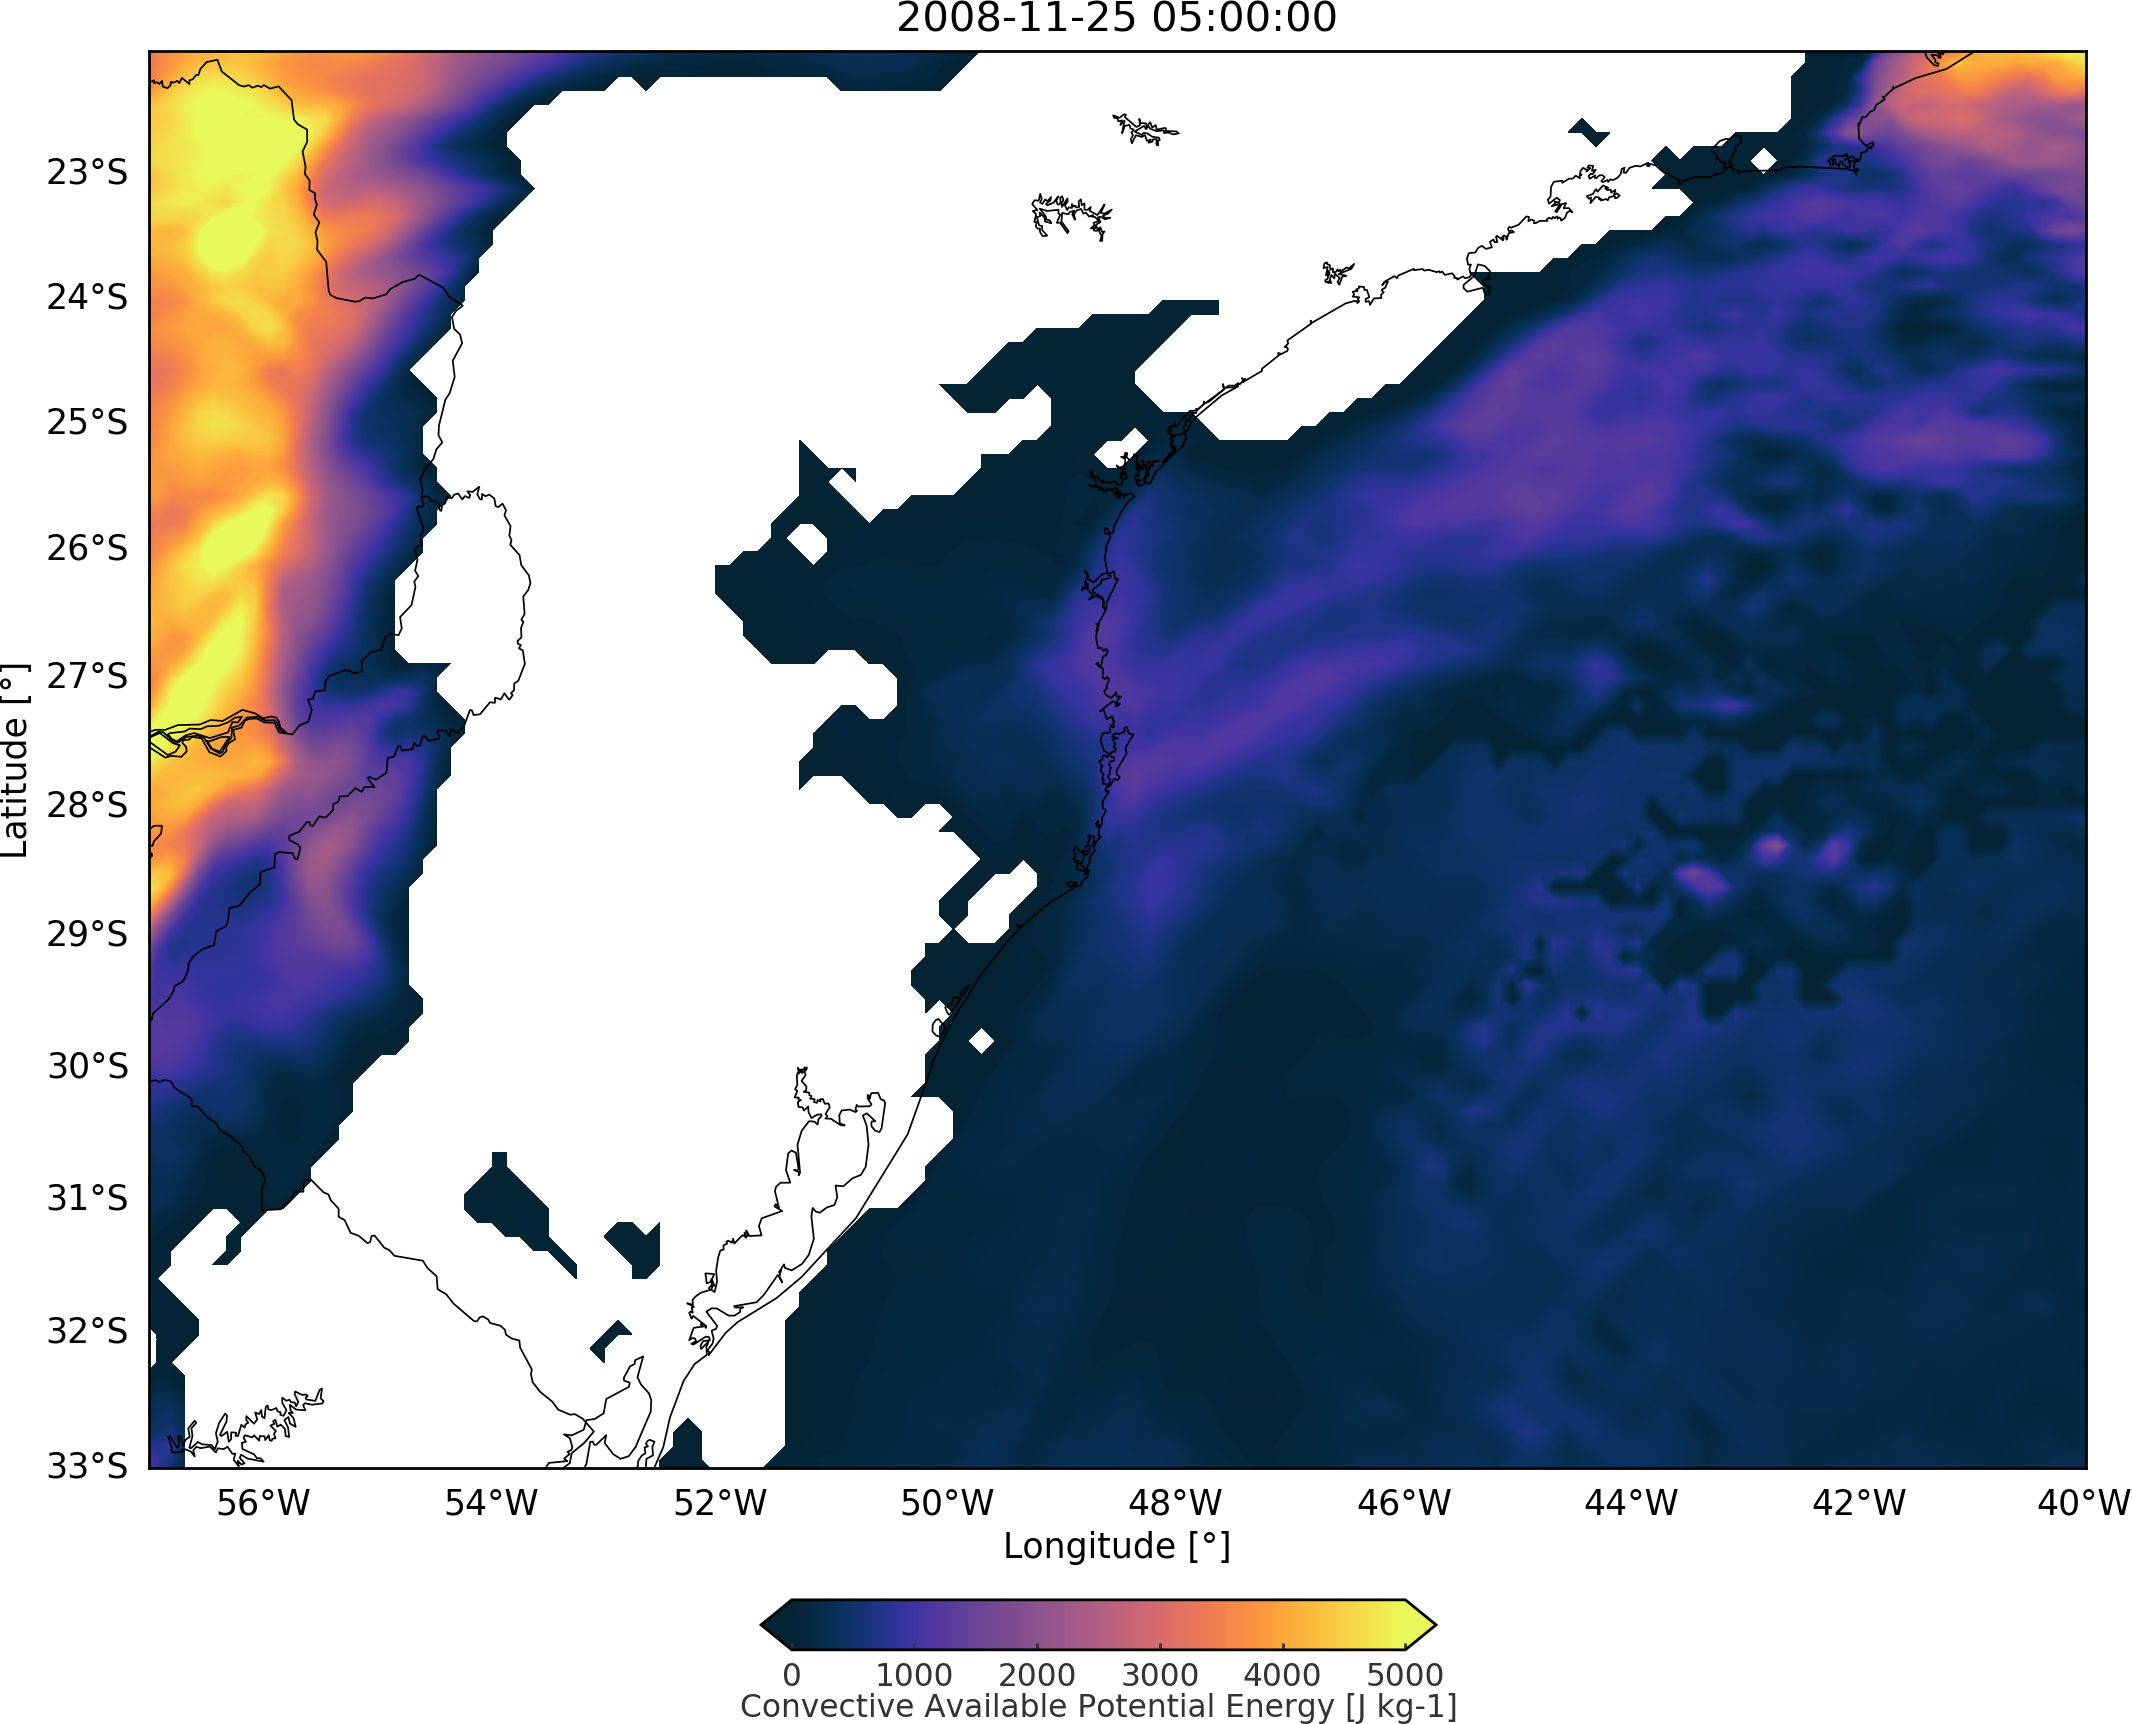 2008-11-25 05:00:00
23°S
24°S
25°S
26°S
27°S
28°S
29°S
30°S
31°S
32°S
33°S
Latitude [°]
56°W 54°W 52°W 50°W 48°W 46°W 44°W 42°W 40°W
Longitude [°]
0 1000 2000 3000 4000 5000
Convective Available Potential Energy [J kg-1]